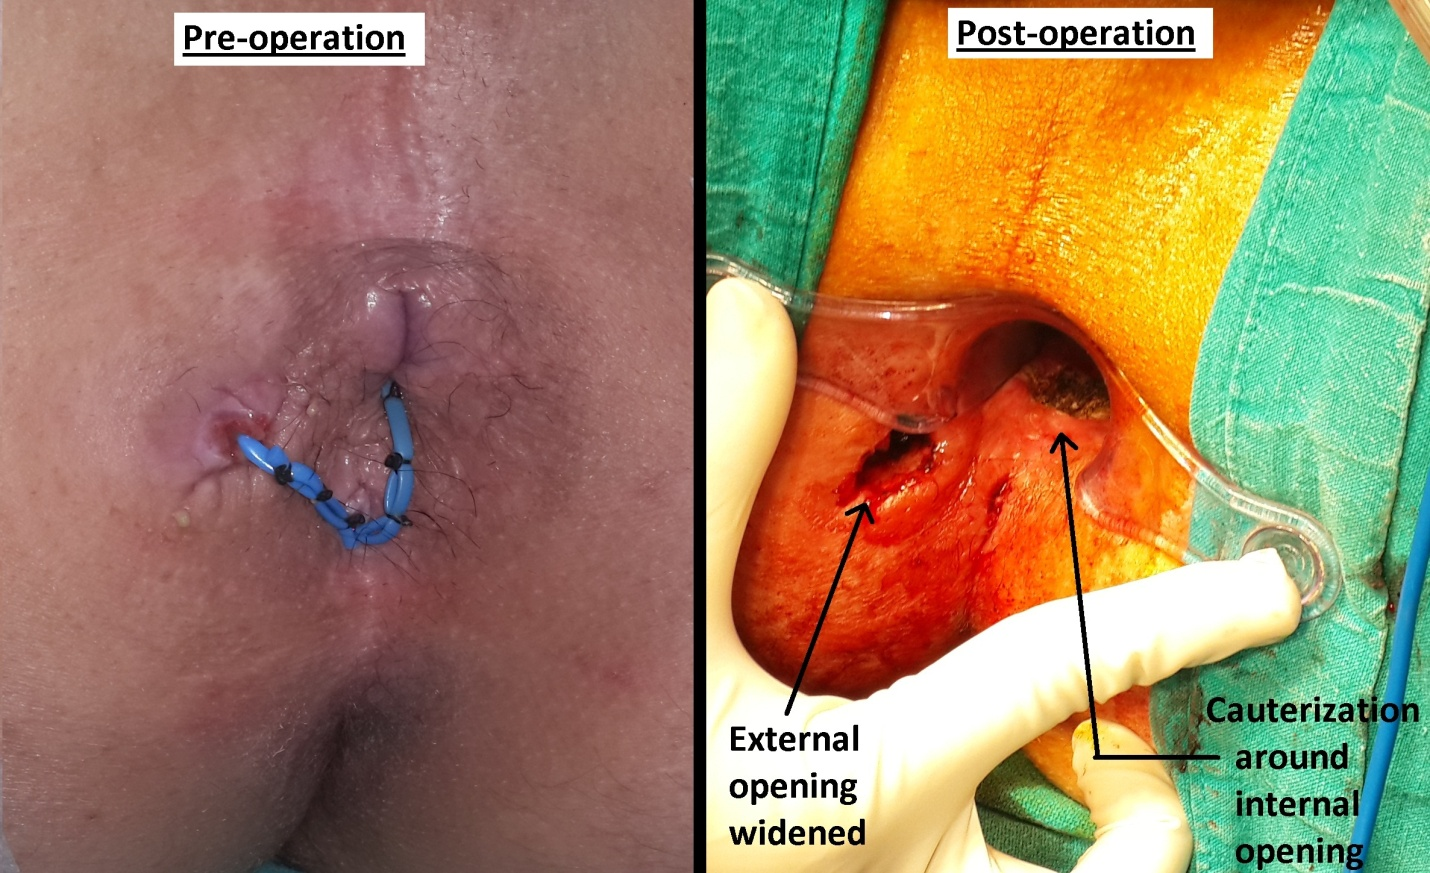 Pre-operation
Post-operation
External
opening
widened
Cauterization
around
internal
opening